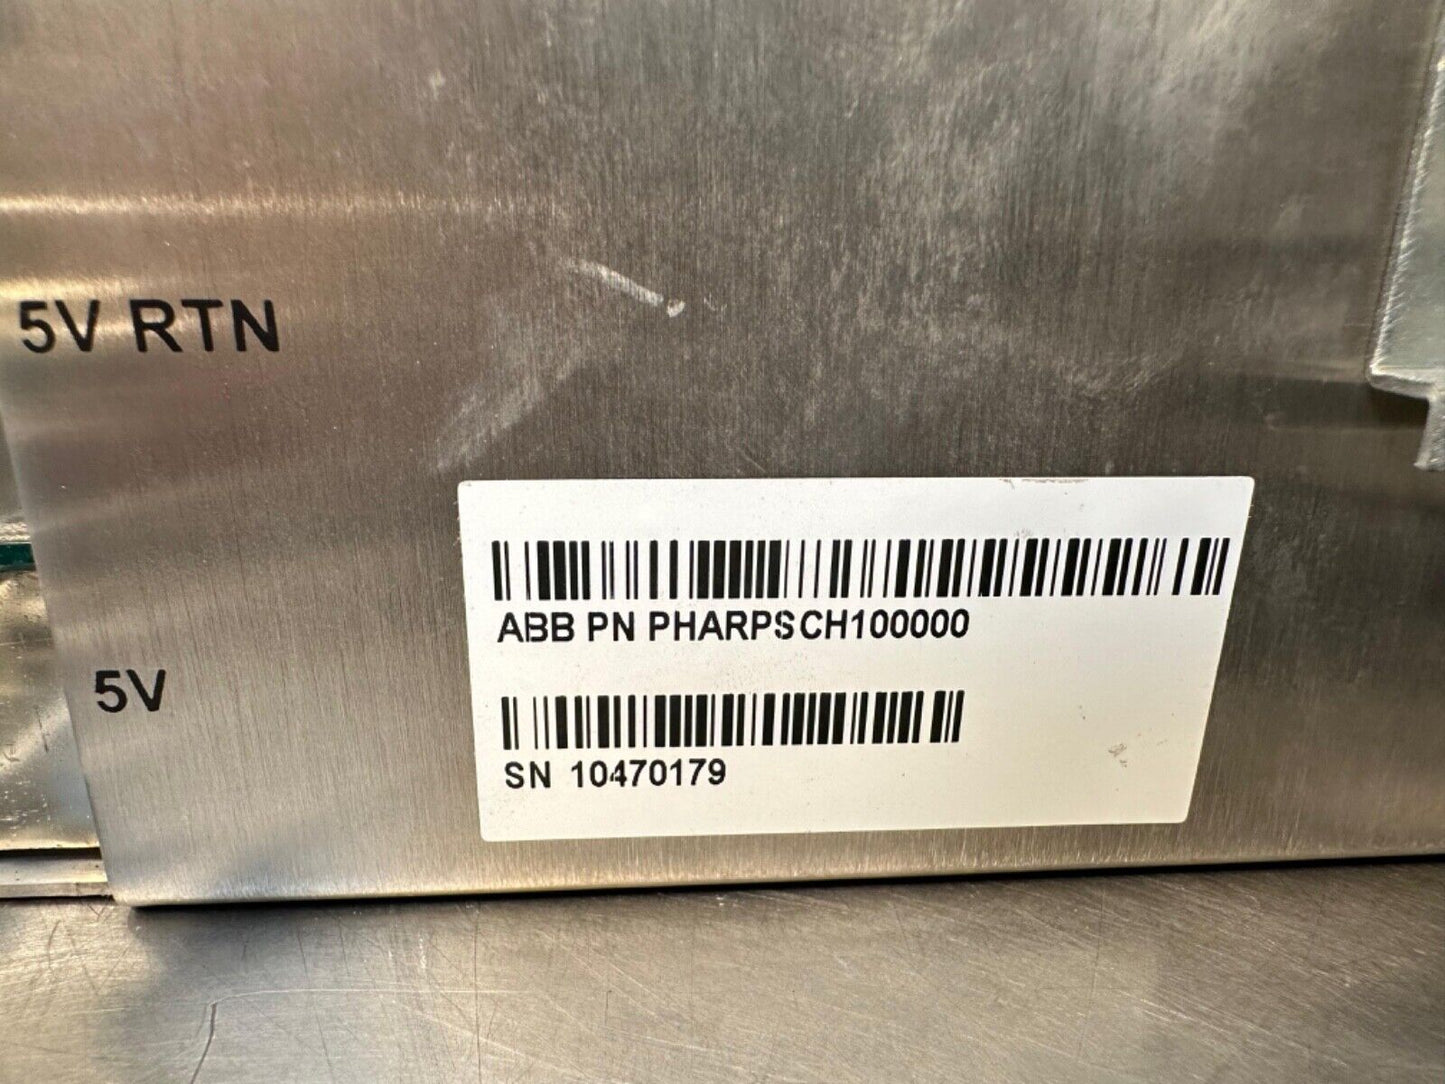 5V RTN
ABB PN PHARPSCH100000
5V
SN 10470179